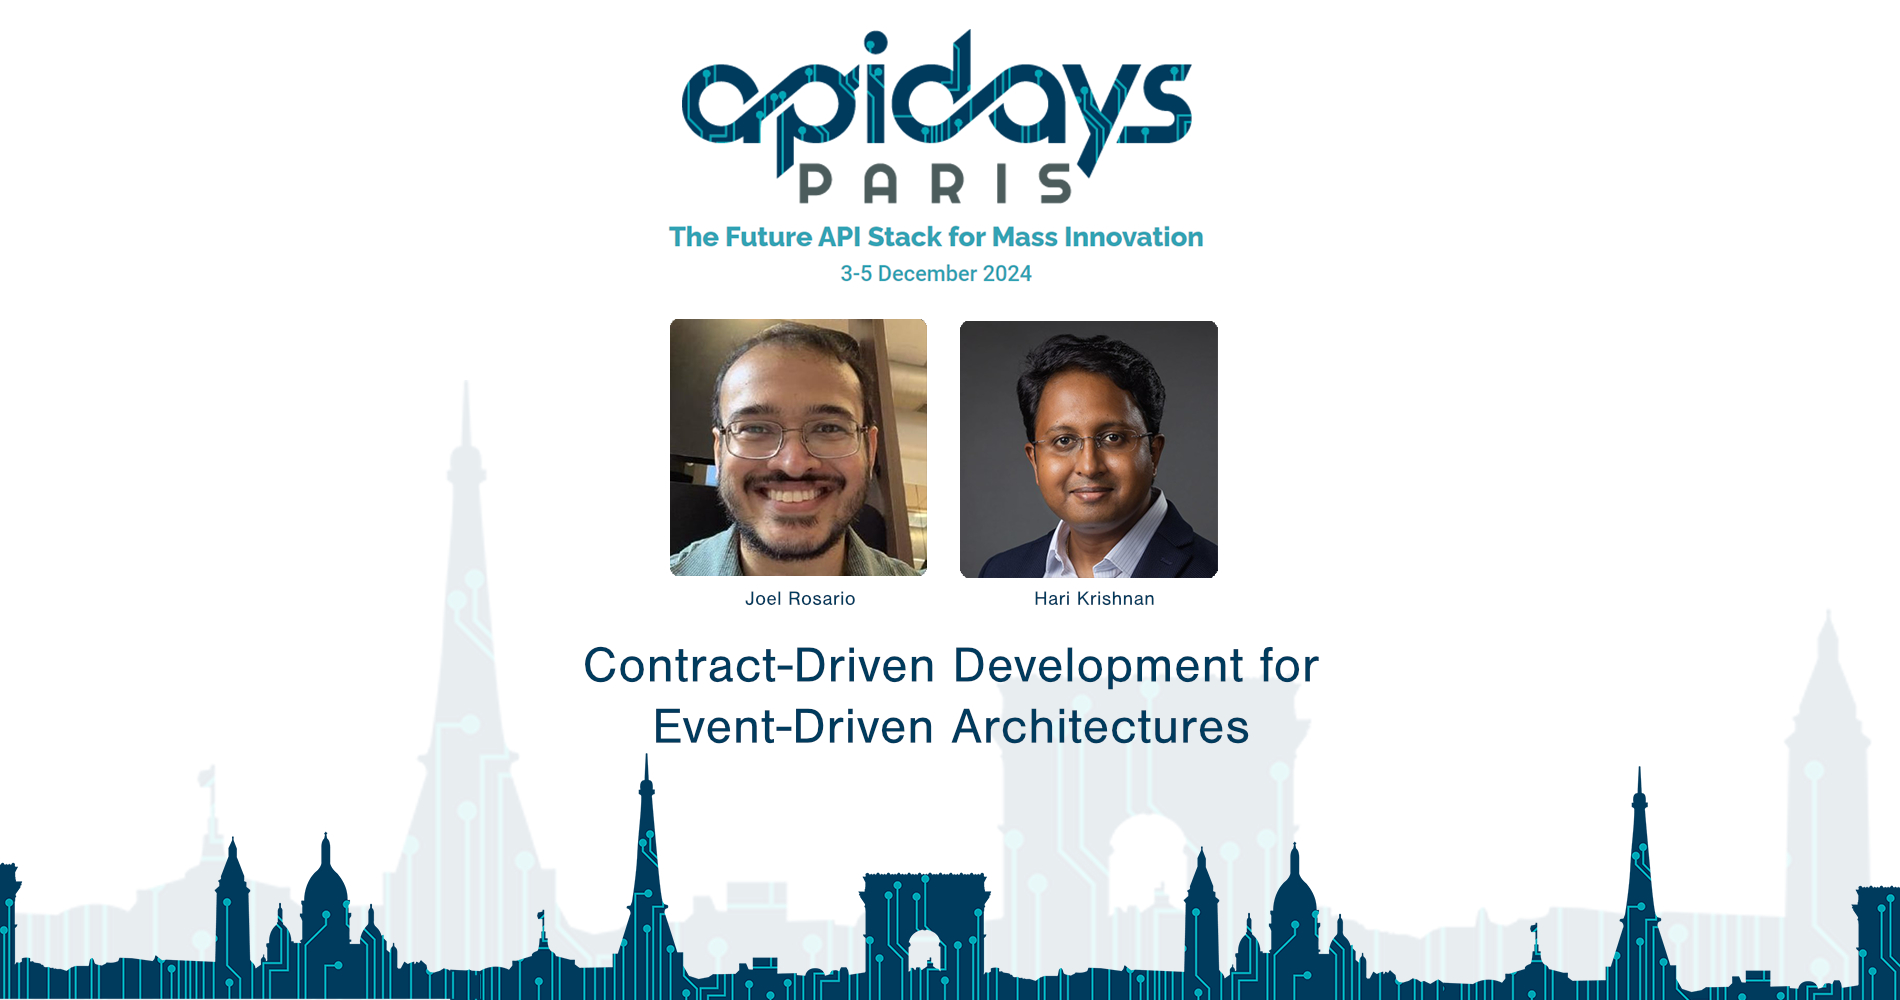 apidays
PARIS
The Future API Stack for Mass Innovation
3-5 December 2024
Joel Rosario
Hari Krishnan
Contract-Driven Development for
Event-Driven Architectures